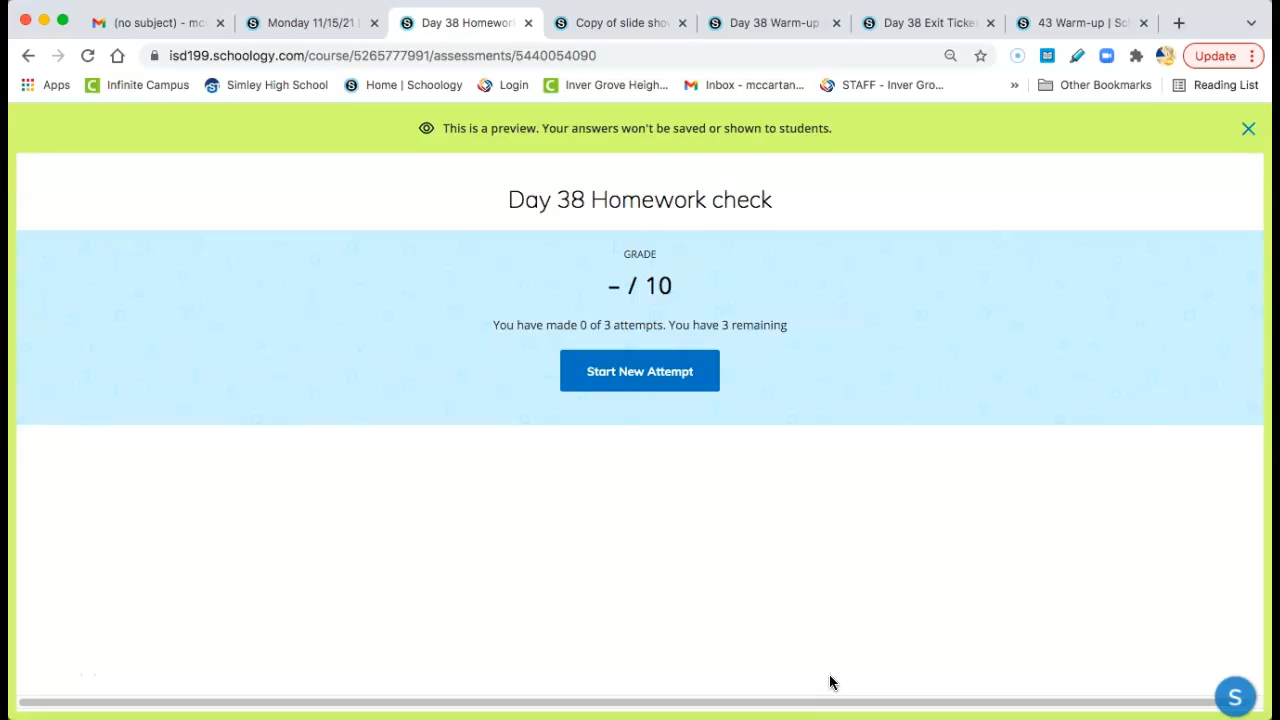 (no subject) - mc
Monday 11/15/21
Day 38 Homework
Copy of slide sho
Day 38 Warm-up
Day 38 Exit Ticke
43 Warm-up | Sc
isd199.schoology.com/course/5265777991/assessments/5440054090
Update
Apps
Infinite Campus
Simley High School
Home | Schoology
Login
Inver Grove Heigh...
Inbox - mccartan...
STAFF - Inver Gro...
»
Other Bookmarks
Reading List
This is a preview. Your answers won't be saved or shown to students.
Day 38 Homework check
GRADE
– / 10
You have made 0 of 3 attempts. You have 3 remaining
Start New Attempt
S